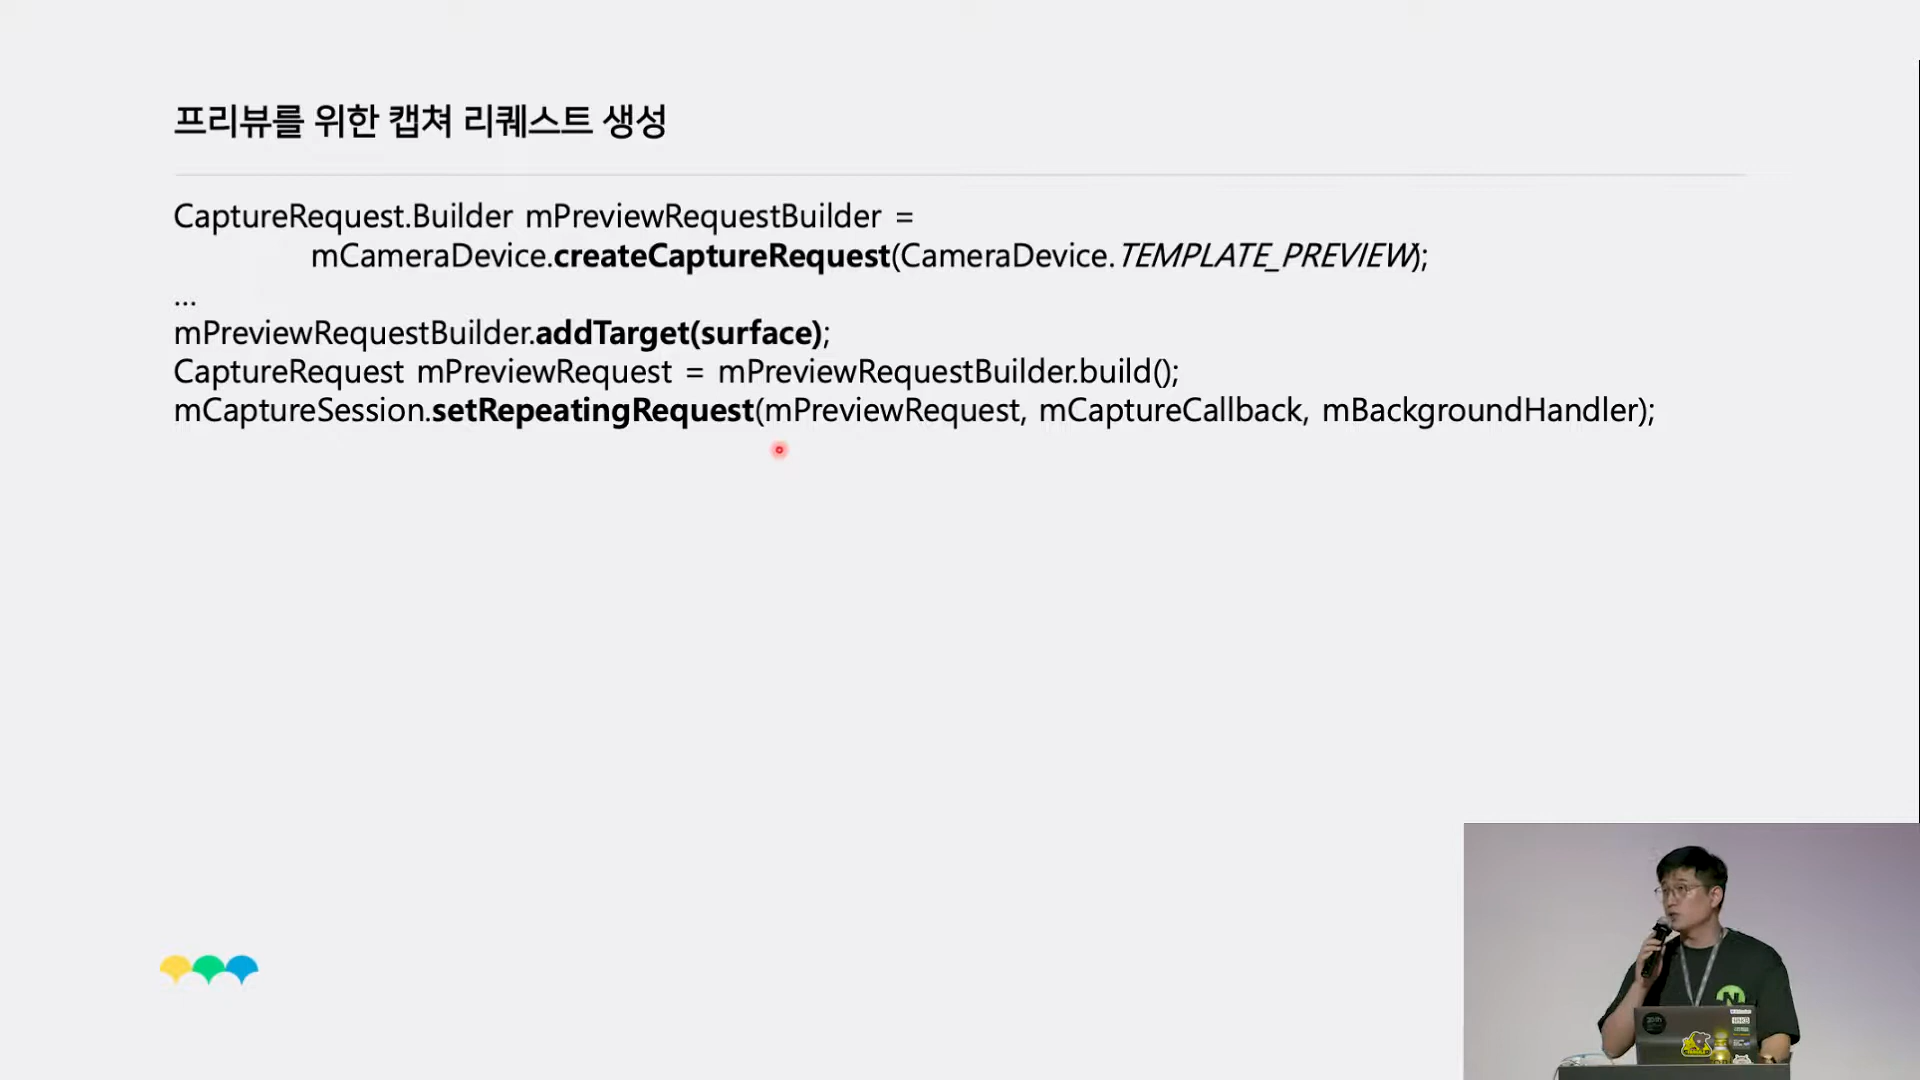 프리뷰를 위한 캡쳐 리퀘스트 생성
CaptureRequest.Builder mPreviewRequestBuilder =
mCameraDevice.createCaptureRequest(CameraDevice.TEMPLATE_PREVIEW);
...
mPreviewRequestBuilder.addTarget(surface);
CaptureRequest mPreviewRequest = mPreviewRequestBuilder.build();
mCaptureSession.setRepeatingRequest(mPreviewRequest, mCaptureCallback, mBackgroundHandler);
N